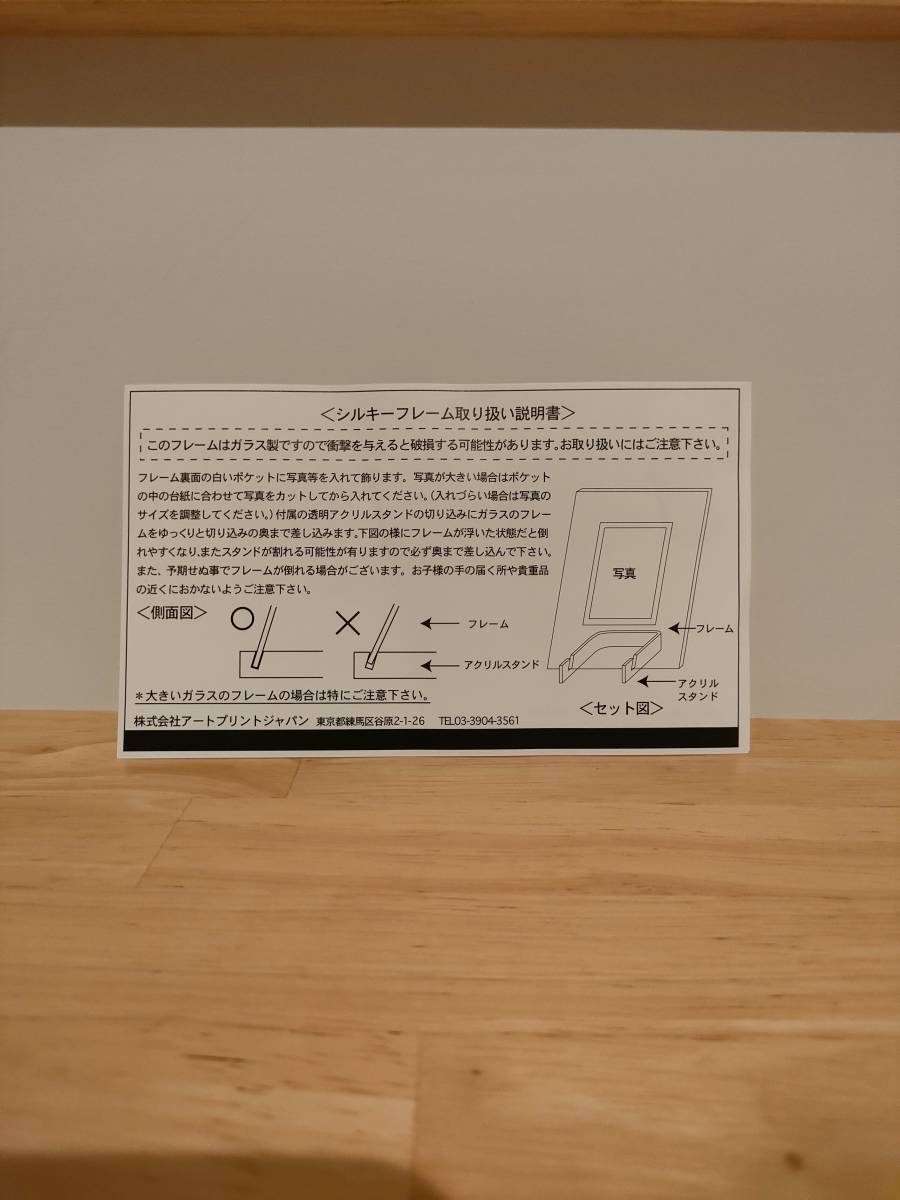 ＜シルキーフレーム取り扱い説明書＞
このフレームはガラス製ですので衝撃を与えると破損する可能性があります。お取り扱いにはご注意下さい。
フレーム裏面の白いポケットに写真等を入れて飾ります。写真が大きい場合はポケット
の中の台紙に合わせて写真をカットしてから入れてください。（入れづらい場合は写真の
サイズを調整してください。）付属の透明アクリルスタンドの切り込みにガラスのフレー
ムをゆっくりと切り込みの奥まで差し込みます。下図の様にフレームが浮いた状態だと倒
れやすくなり、またスタンドが割れる可能性が有りますので必ず奥まで差し込んで下さい。
また、予期せぬ事でフレームが倒れる場合がございます。お子様の手の届く所や貴重品
の近くにおかないようご注意下さい。
＜側面図＞
○
×
フレーム
アクリルスタンド
写真
フレーム
アクリル
スタンド
＜セット図＞
＊大きいガラスのフレームの場合は特にご注意下さい。
株式会社アートプリントジャパン 東京都練馬区谷原2-1-26 TEL03-3904-3561